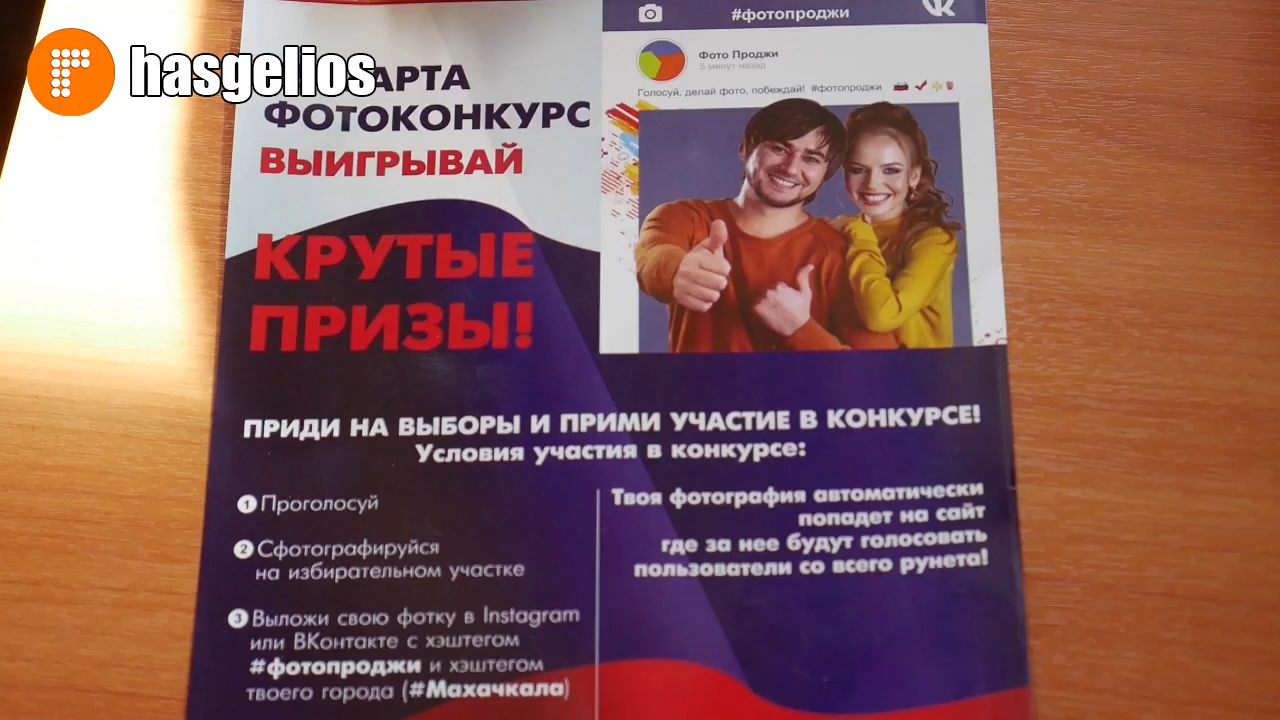 hasgelios
АРТА
ФОТОКОНКУРС
ВЫИГРЫВАЙ
КРУТЫЕ
ПРИЗЫ!
#фотопроджи
Фото Проджи
5 минут назад
Голосуй, делай фото, побеждай! #фотопроджи
ПРИДИ НА ВЫБОРЫ И ПРИМИ УЧАСТИЕ В КОНКУРСЕ!
Условия участия в конкурсе:
1 Проголосуй
2 Сфотографируйся
на избирательном участке
3 Выложи свою фотку в Instagram
или ВКонтакте с хэштегом
#фотопроджи и хэштегом
твоего города (#Махачкала)
Твоя фотография автоматически
попадет на сайт
где за нее будут голосовать
пользователи со всего рунета!